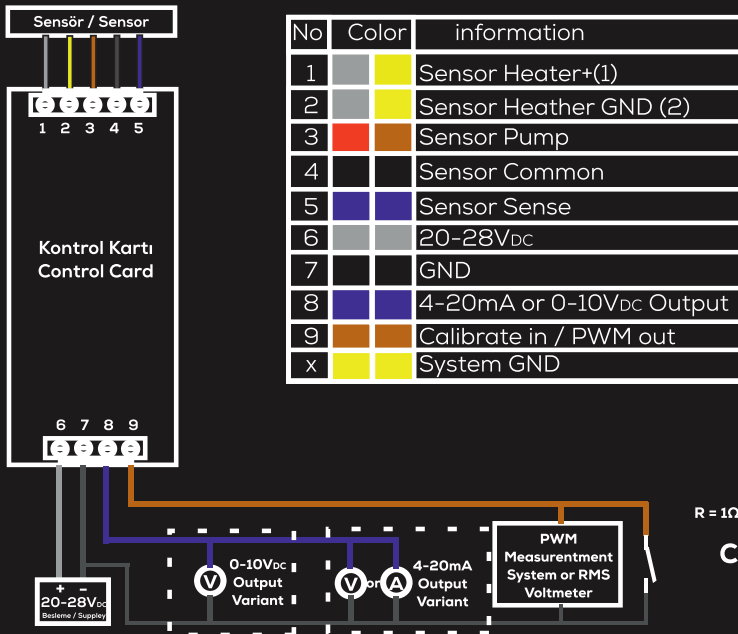 Sensör / Sensor
1 2 3 4 5
Kontrol Kartı
Control Card
6 7 8 9
No Color information
1 Sensor Heater+(1)
2 Sensor Heather GND (2)
3 Sensor Pump
4 Sensor Common
5 Sensor Sense
6 20-28VDC
7 GND
8 4-20mA or 0-10VDC Output
9 Calibrate in / PWM out
x System GND
+ −
20-28VDC
Besleme / Suppley
V
0-10VDC
Output
Variant
V or A
4-20mA
Output
Variant
PWM
Measurentment
System or RMS
Voltmeter
R = 1Ω
C